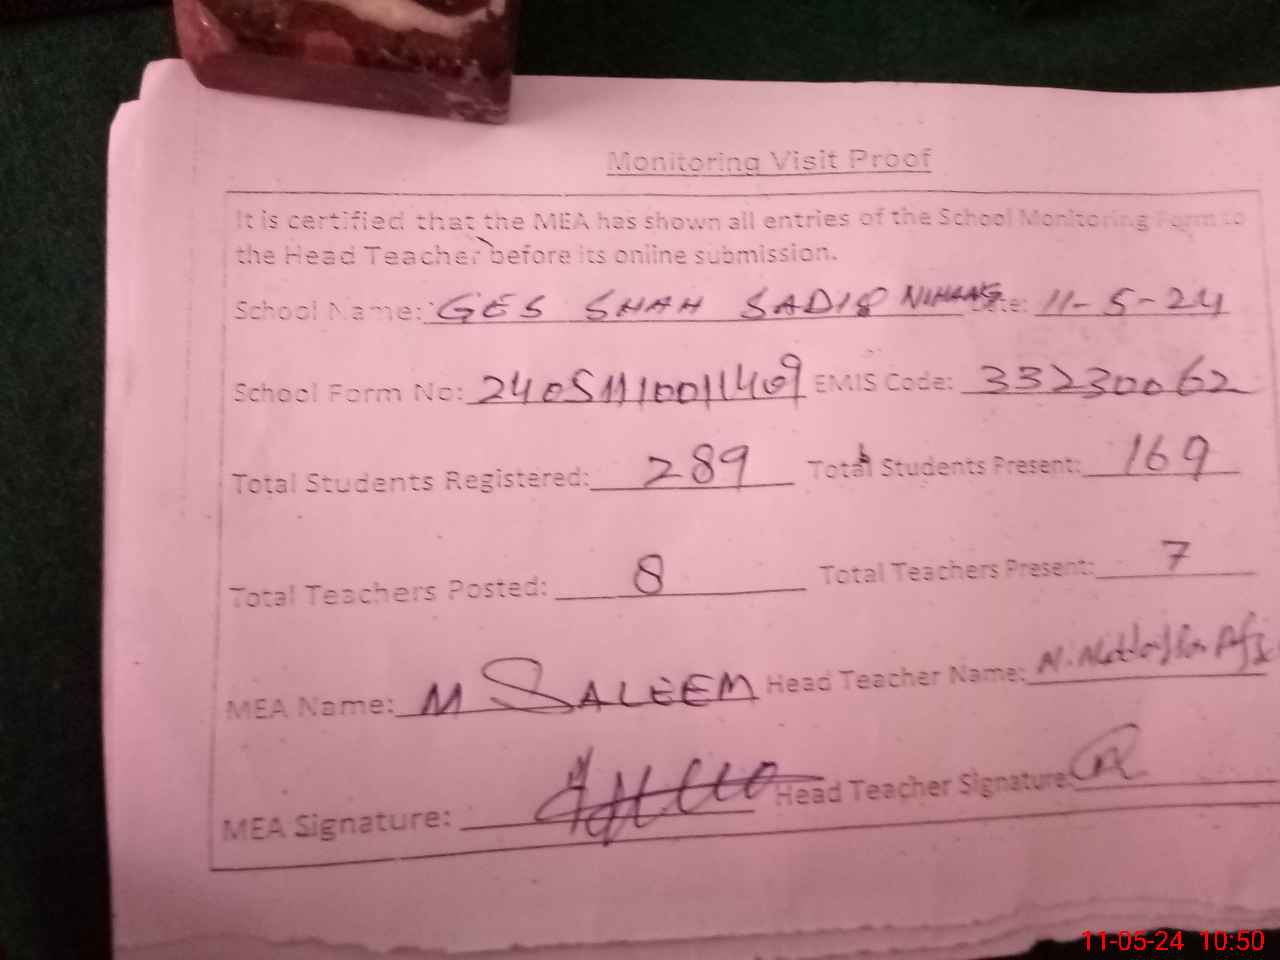 Monitoring Visit Proof
It is certified that the MEA has shown all entries of the School Monitoring Form to
the Head Teacher before its online submission.
School Name: GES SHAH SADIQ NIHANG Date: 11-5-24
School Form No: EMIS Code: 33230062
Total Students Registered: 289 Total Students Present: 169
Total Teachers Posted: 8 Total Teachers Present: 7
MEA Name: M SALEEM Head Teacher Name:
MEA Signature: Head Teacher Signature
11-05-24 10:50